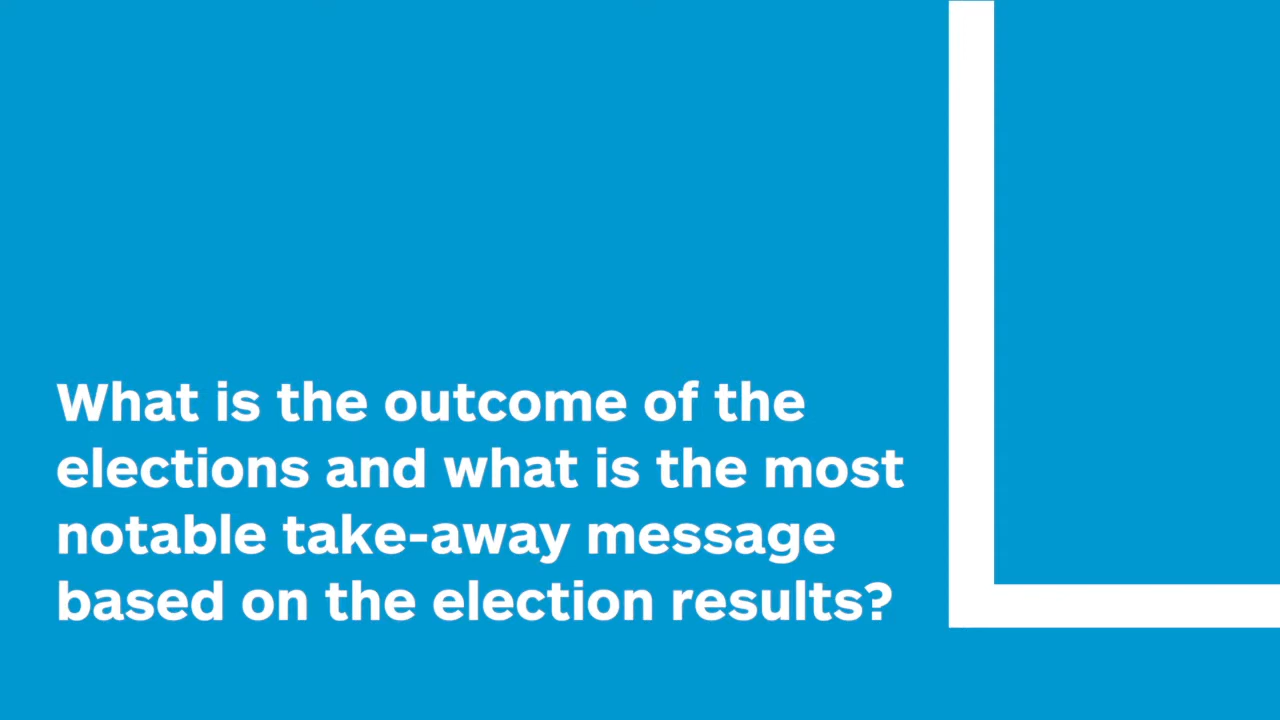 What is the outcome of the
elections and what is the most
notable take-away message
based on the election results?